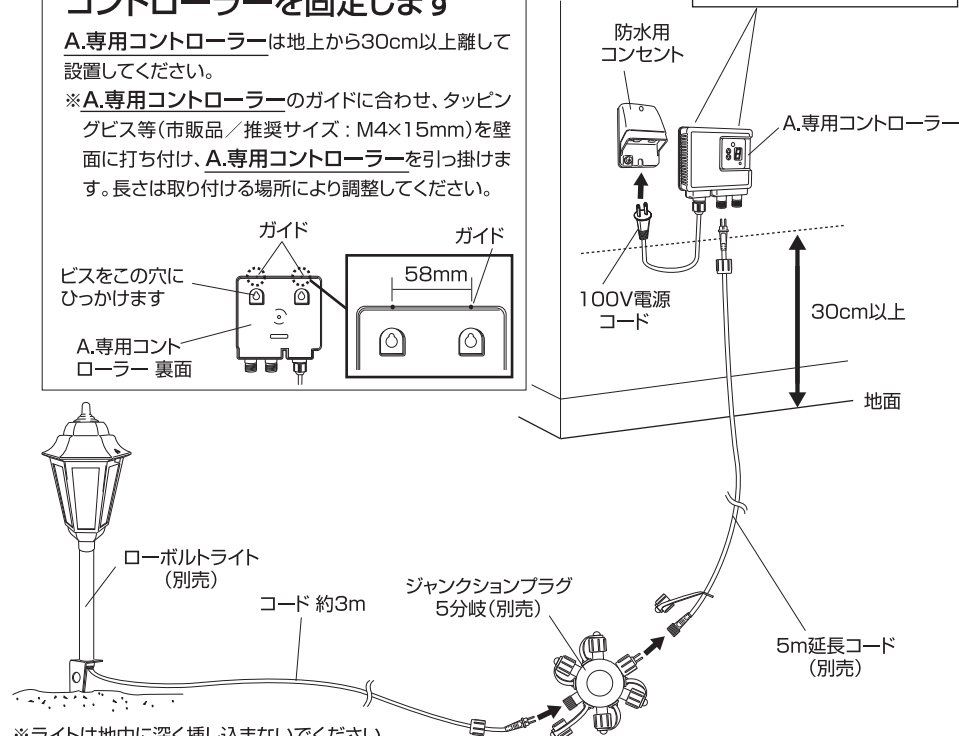 コントローラーを固定します
A.専用コントローラーは地上から30cm以上離して
設置してください。
※A.専用コントローラーのガイドに合わせ、タッピン
グビス等(市販品／推奨サイズ：M4×15mm)を壁
面に打ち付け、A.専用コントローラーを引っ掛けま
す。長さは取り付ける場所により調整してください。
ガイド
ガイド
58mm
ビスをこの穴に
ひっかけます
A.専用コント
ローラー 裏面
防水用
コンセント
A.専用コントローラー
100V電源
コード
30cm以上
地面
ローボルトライト
(別売)
コード 約3m
ジャンクションプラグ
5分岐(別売)
5m延長コード
(別売)
※ライトは地中に深く挿し込まないでください